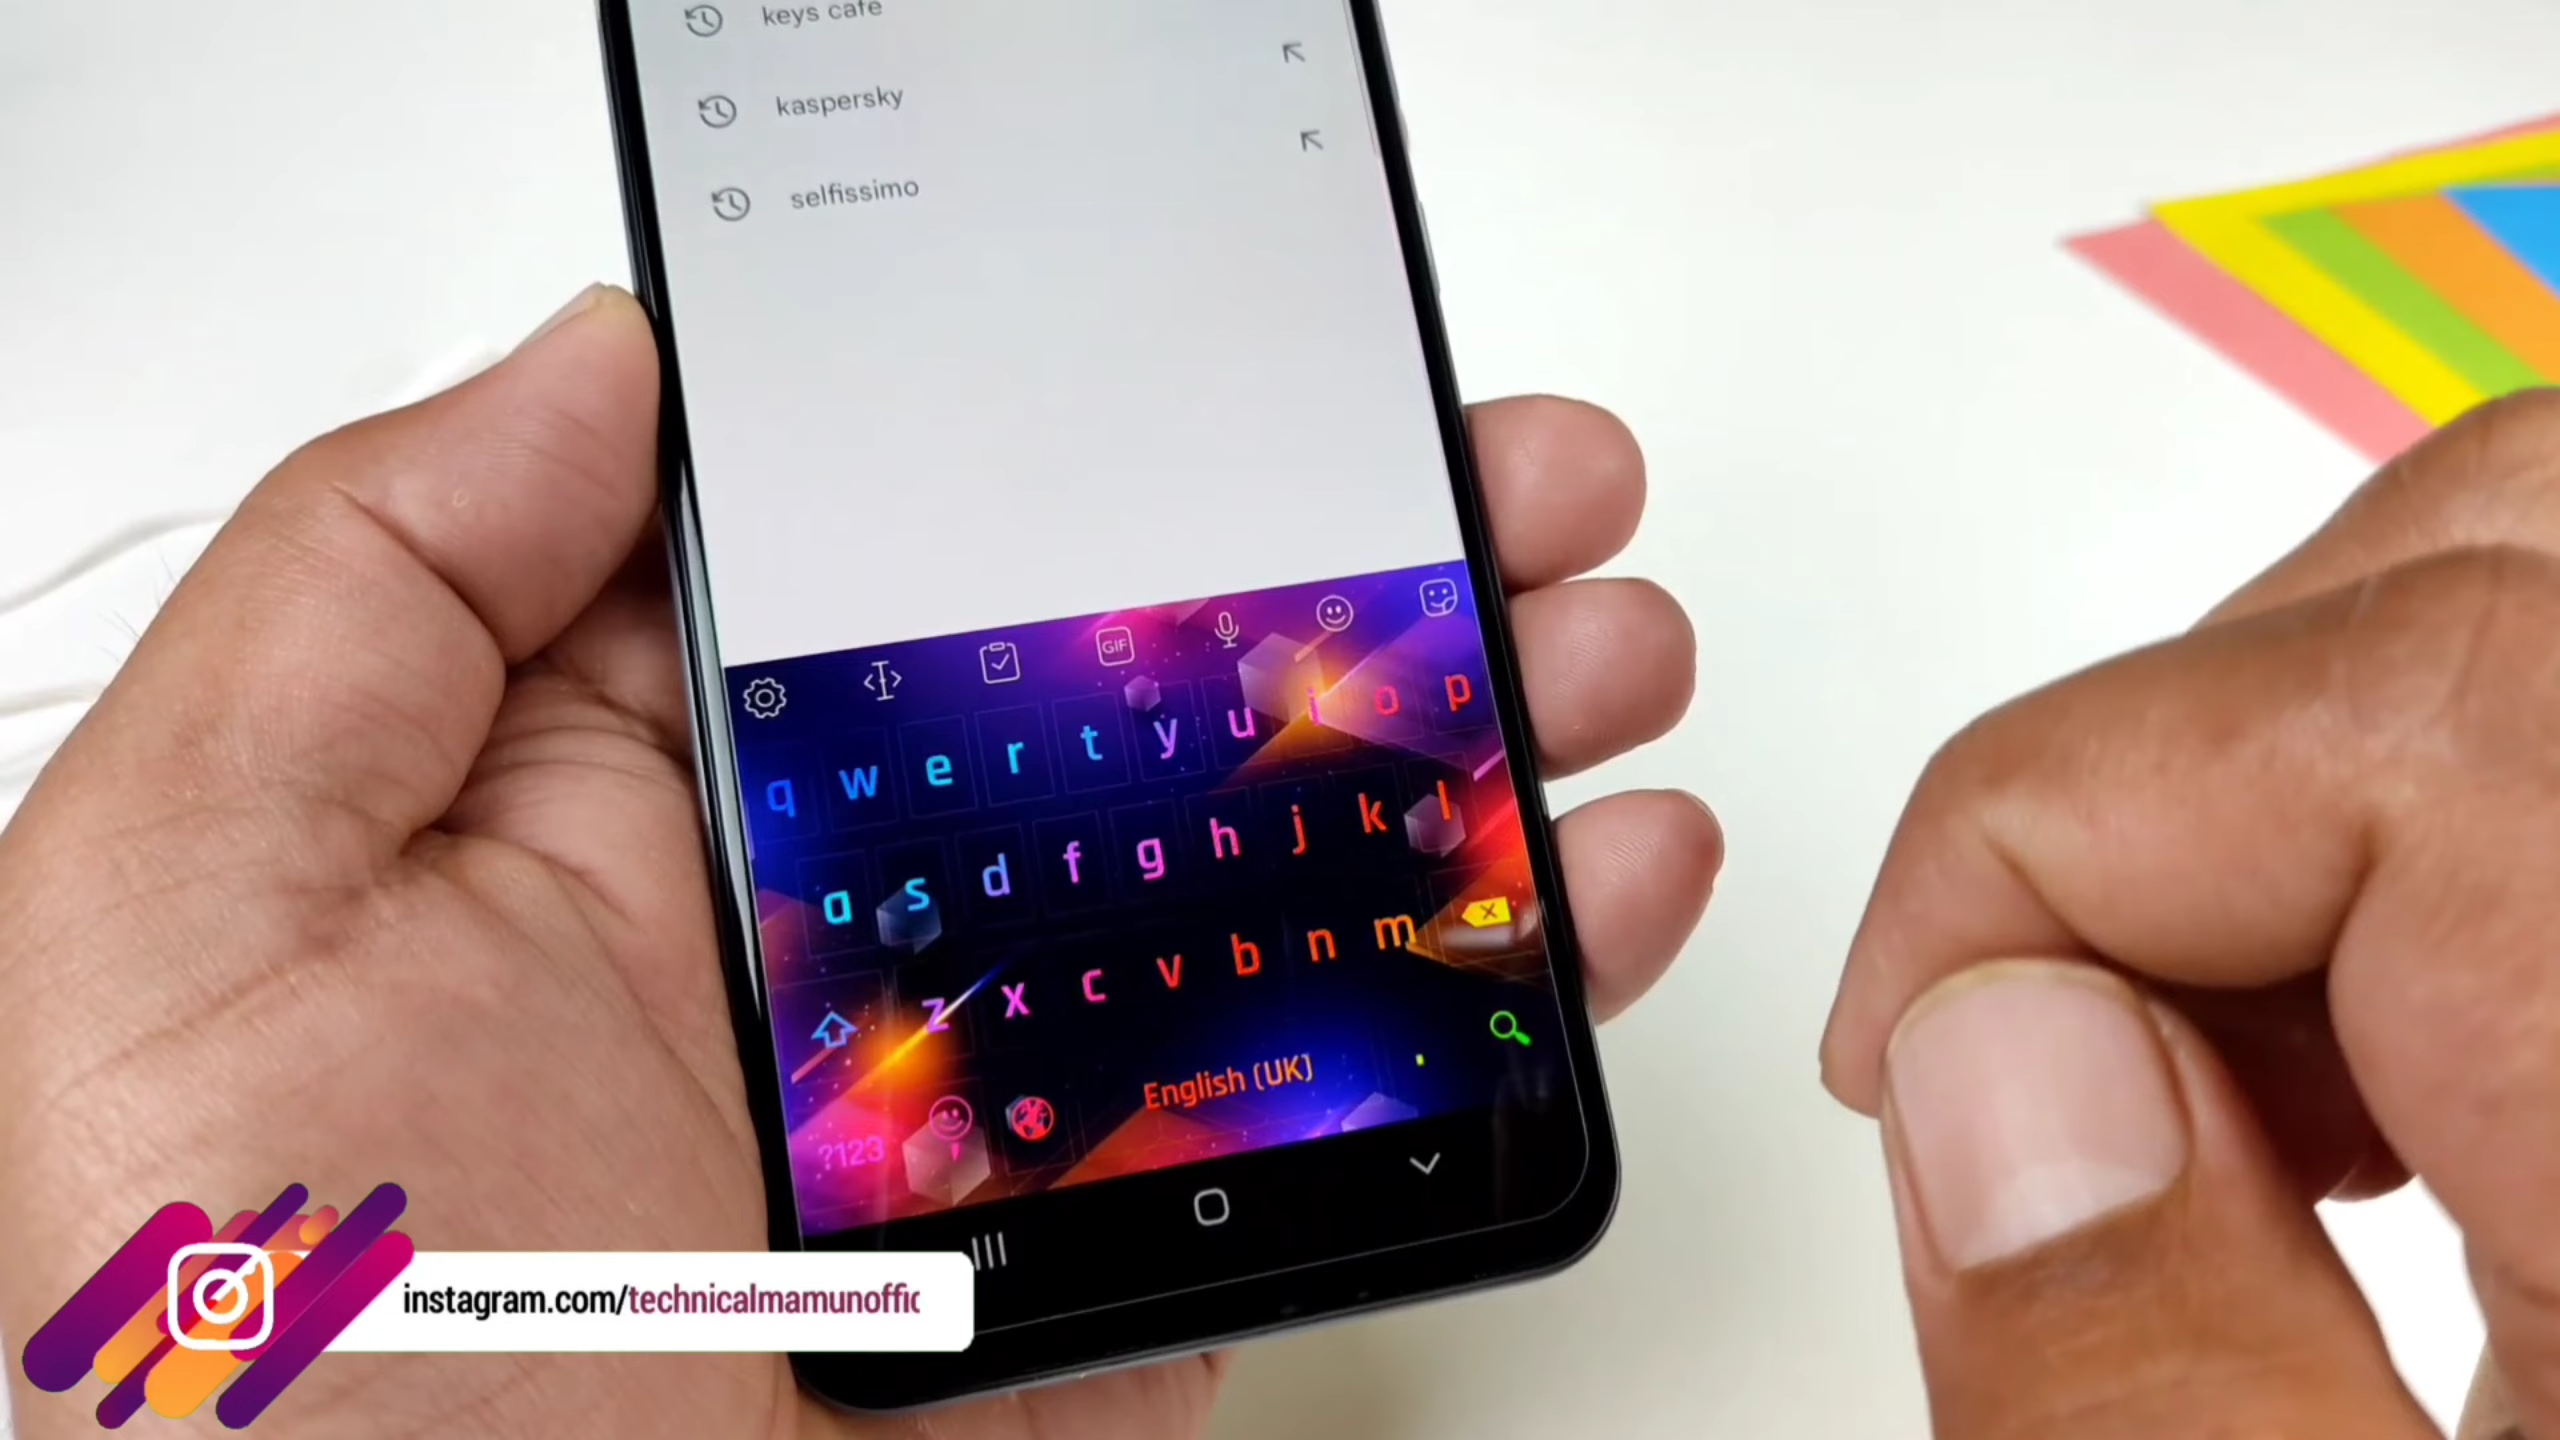 keys cafe
kaspersky
selfissimo
GIF
q w e r t y u i o p
a s d f g h j k l
z x c v b n m
?123 English (UK) .
instagram.com/technicalmamunoffic